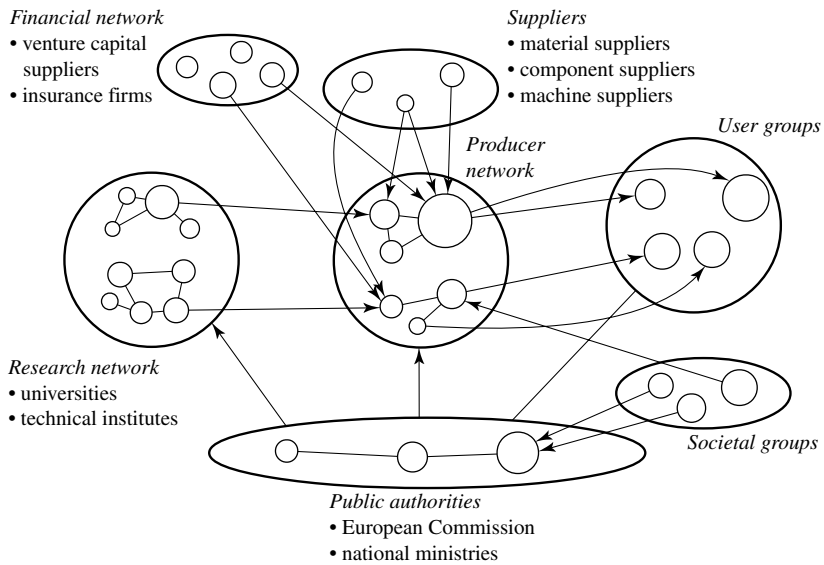 Financial network
• venture capital
suppliers
• insurance firms
Suppliers
• material suppliers
• component suppliers
• machine suppliers
User groups
Producer
network
Research network
• universities
• technical institutes
Societal groups
Public authorities
• European Commission
• national ministries